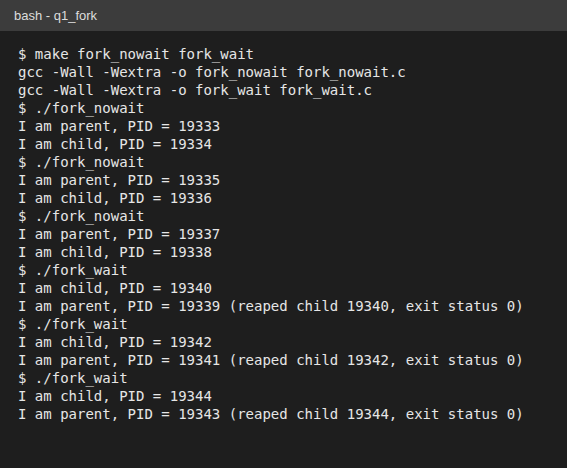 bash - q1_fork
$ make fork_nowait fork_wait
gcc -Wall -Wextra -o fork_nowait fork_nowait.c
gcc -Wall -Wextra -o fork_wait fork_wait.c
$ ./fork_nowait
I am parent, PID = 19333
I am child, PID = 19334
$ ./fork_nowait
I am parent, PID = 19335
I am child, PID = 19336
$ ./fork_nowait
I am parent, PID = 19337
I am child, PID = 19338
$ ./fork_wait
I am child, PID = 19340
I am parent, PID = 19339 (reaped child 19340, exit status 0)
$ ./fork_wait
I am child, PID = 19342
I am parent, PID = 19341 (reaped child 19342, exit status 0)
$ ./fork_wait
I am child, PID = 19344
I am parent, PID = 19343 (reaped child 19344, exit status 0)